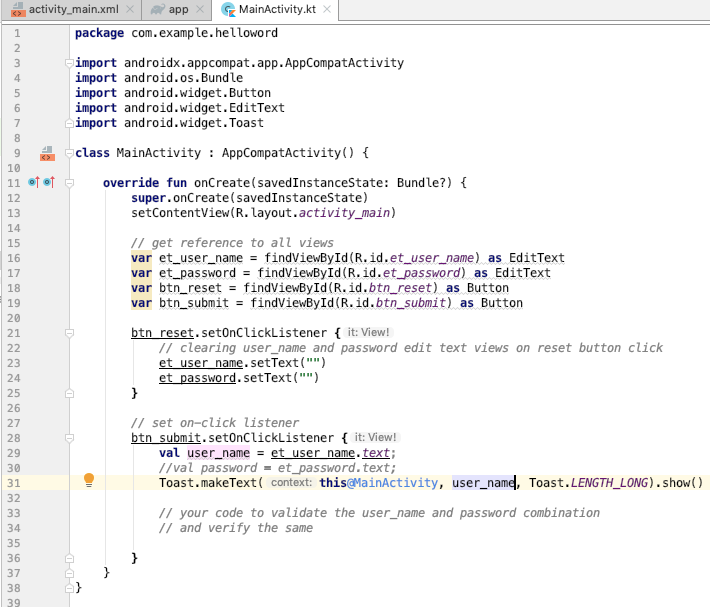 activity_main.xml × app × MainActivity.kt ×
1 package com.example.helloword
2
3 import androidx.appcompat.app.AppCompatActivity
4 import android.os.Bundle
5 import android.widget.Button
6 import android.widget.EditText
7 import android.widget.Toast
8
9 class MainActivity : AppCompatActivity() {
10
11 override fun onCreate(savedInstanceState: Bundle?) {
12 super.onCreate(savedInstanceState)
13 setContentView(R.layout.activity_main)
14
15 // get reference to all views
16 var et_user_name = findViewById(R.id.et_user_name) as EditText
17 var et_password = findViewById(R.id.et_password) as EditText
18 var btn_reset = findViewById(R.id.btn_reset) as Button
19 var btn_submit = findViewById(R.id.btn_submit) as Button
20
21 btn_reset.setOnClickListener { it: View!
22 // clearing user_name and password edit text views on reset button click
23 et_user_name.setText("")
24 et_password.setText("")
25 }
26
27 // set on-click listener
28 btn_submit.setOnClickListener { it: View!
29 val user_name = et_user_name.text;
30 //val password = et_password.text;
31 Toast.makeText( context: this@MainActivity, user_name, Toast.LENGTH_LONG).show()
32
33 // your code to validate the user_name and password combination
34 // and verify the same
35
36 }
37 }
38 }
39